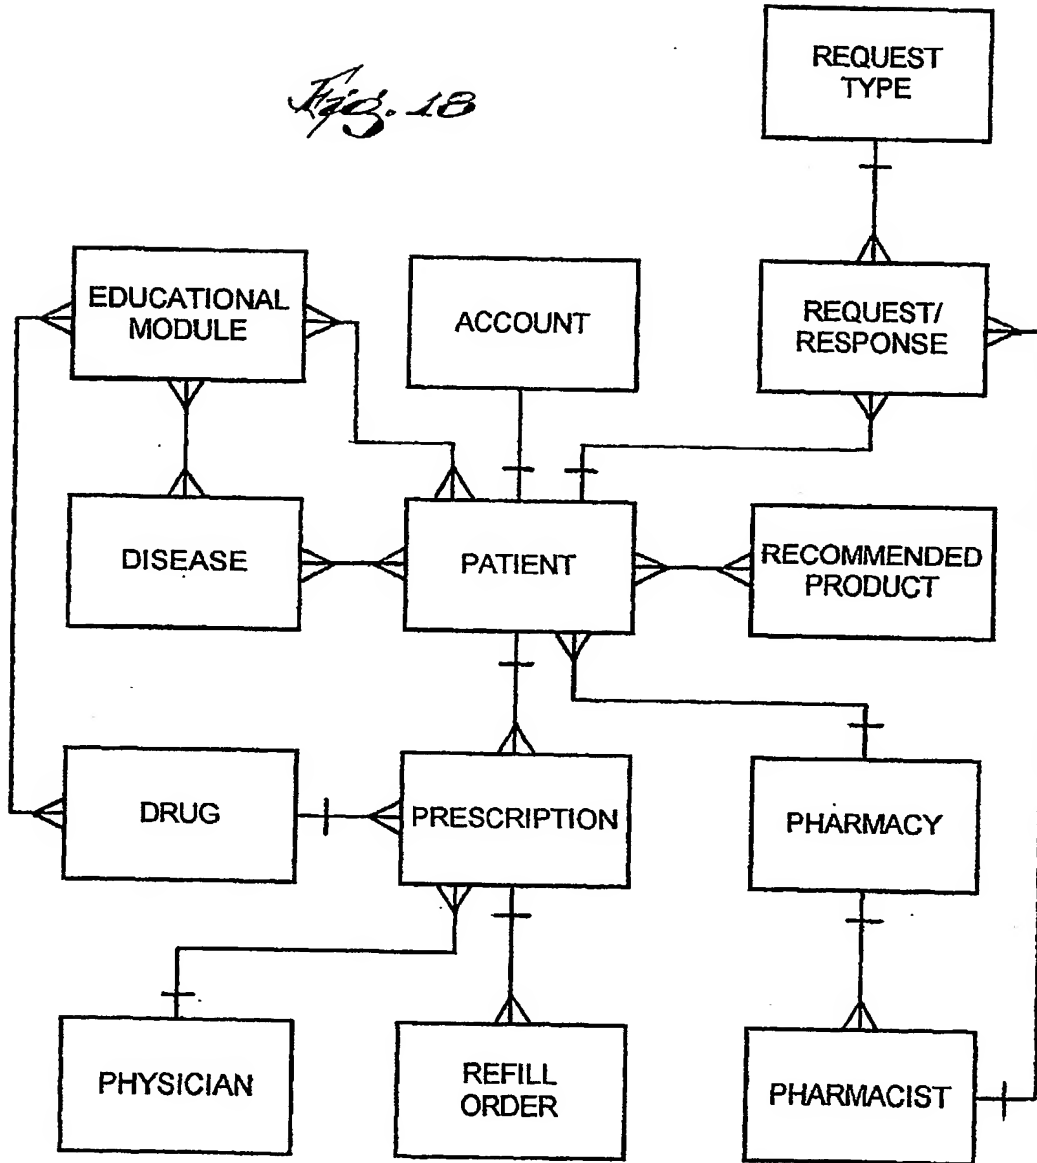 Fig. 18
REQUEST
TYPE
EDUCATIONAL
MODULE
ACCOUNT
REQUEST/
RESPONSE
DISEASE
PATIENT
RECOMMENDED
PRODUCT
DRUG
PRESCRIPTION
PHARMACY
PHYSICIAN
REFILL
ORDER
PHARMACIST